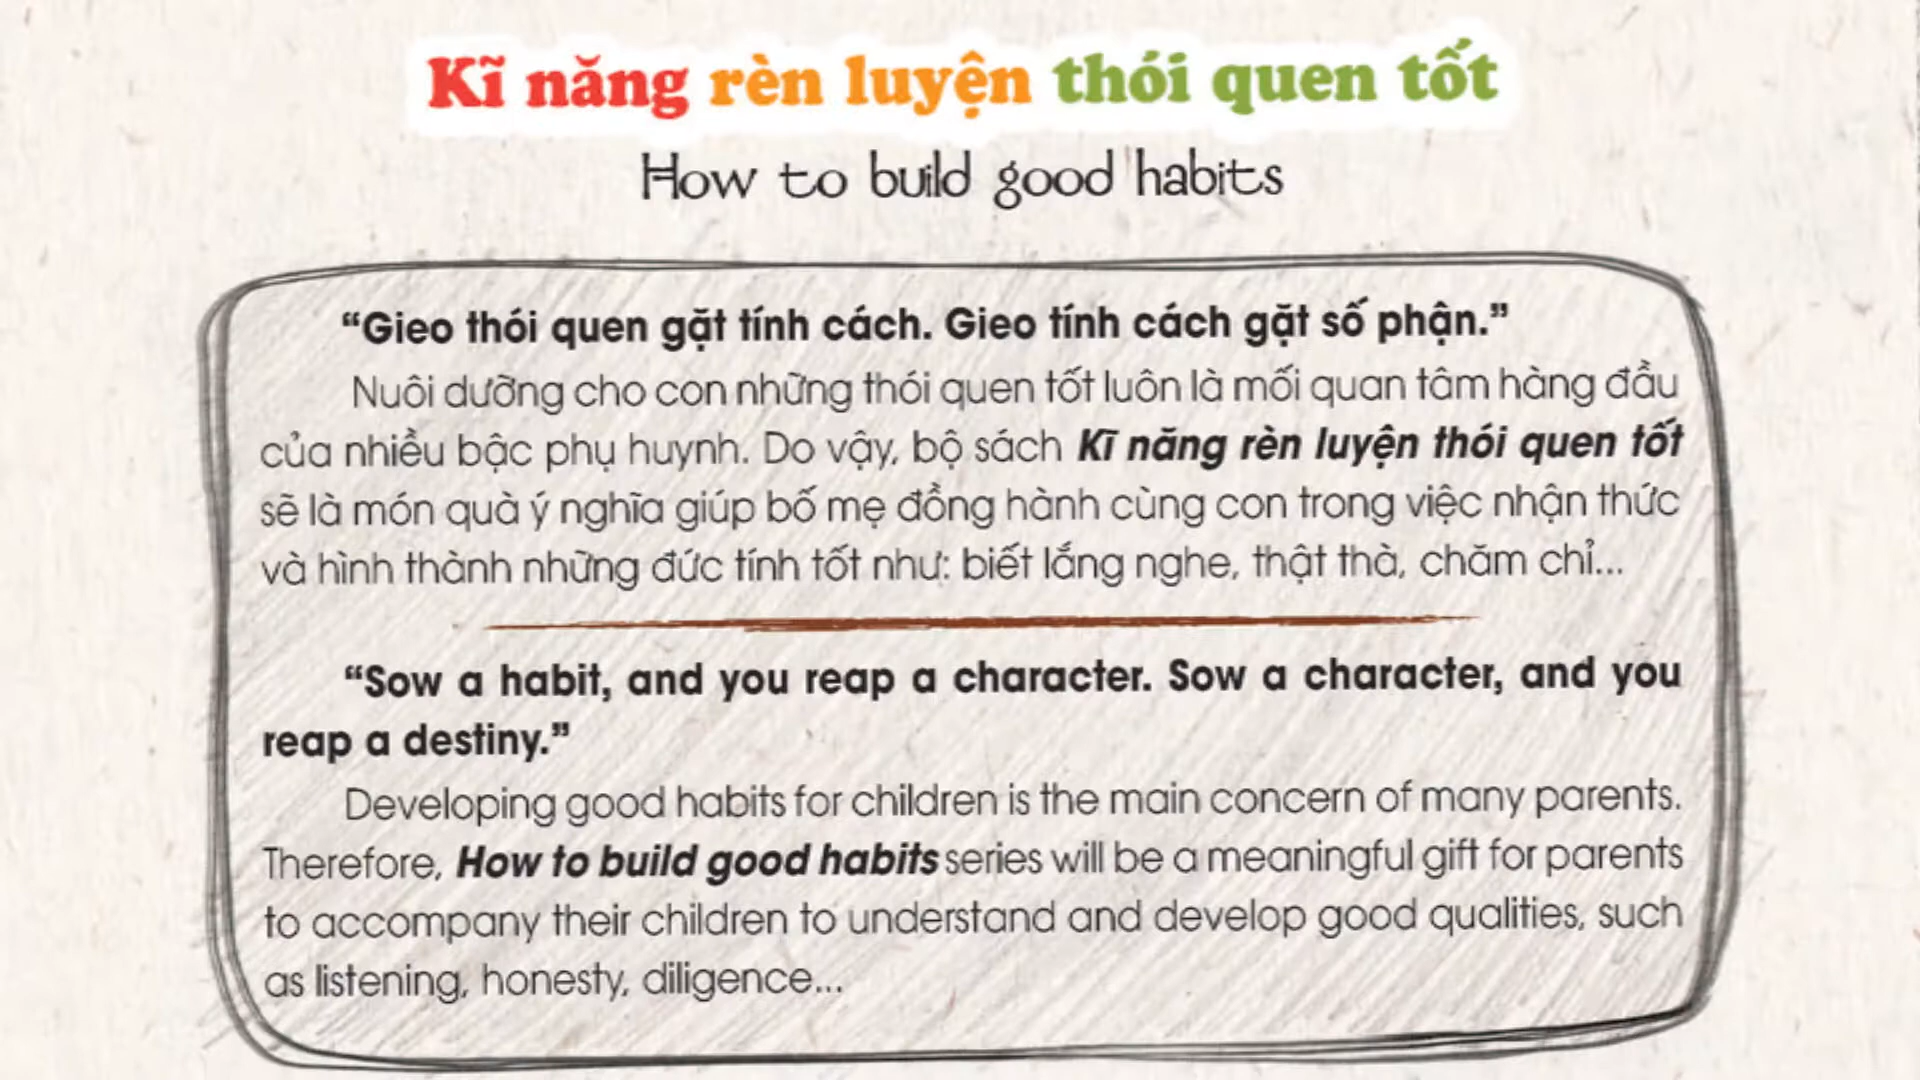 Kĩ năng rèn luyện thói quen tốt
How to build good habits
“Gieo thói quen gặt tính cách. Gieo tính cách gặt số phận.”
Nuôi dưỡng cho con những thói quen tốt luôn là mối quan tâm hàng đầu
của nhiều bậc phụ huynh. Do vậy, bộ sách Kĩ năng rèn luyện thói quen tốt
sẽ là món quà ý nghĩa giúp bố mẹ đồng hành cùng con trong việc nhận thức
và hình thành những đức tính tốt như: biết lắng nghe, thật thà, chăm chỉ...
“Sow a habit, and you reap a character. Sow a character, and you
reap a destiny.”
Developing good habits for children is the main concern of many parents.
Therefore, How to build good habits series will be a meaningful gift for parents
to accompany their children to understand and develop good qualities, such
as listening, honesty, diligence...